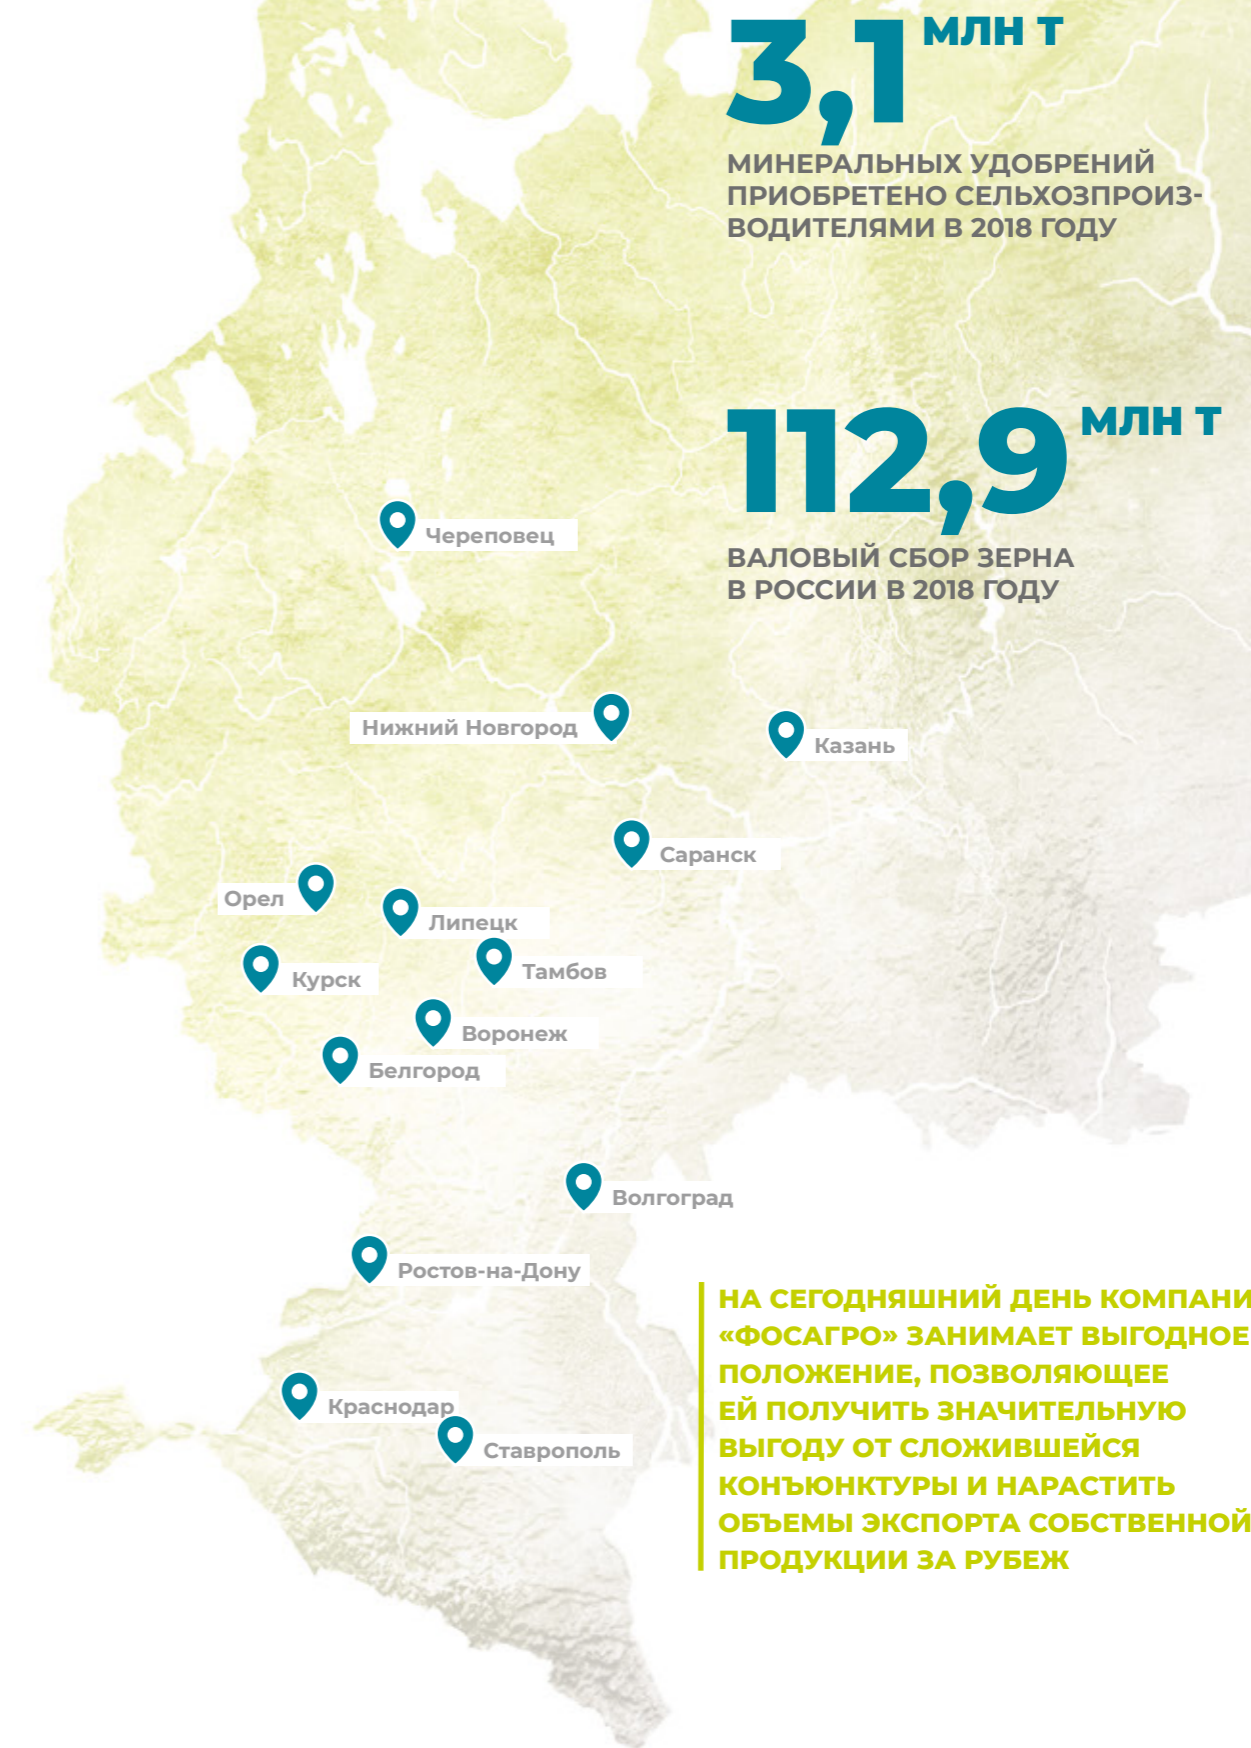 3,1 МЛН Т
МИНЕРАЛЬНЫХ УДОБРЕНИЙ
ПРИОБРЕТЕНО СЕЛЬХОЗПРОИЗ-
ВОДИТЕЛЯМИ В 2018 ГОДУ
112,9 МЛН Т
ВАЛОВЫЙ СБОР ЗЕРНА
В РОССИИ В 2018 ГОДУ
Череповец
Нижний Новгород
Казань
Саранск
Орел
Липецк
Курск
Тамбов
Воронеж
Белгород
Волгоград
Ростов-на-Дону
Краснодар
Ставрополь
НА СЕГОДНЯШНИЙ ДЕНЬ КОМПАНИ
«ФОСАГРО» ЗАНИМАЕТ ВЫГОДНОЕ
ПОЛОЖЕНИЕ, ПОЗВОЛЯЮЩЕЕ
ЕЙ ПОЛУЧИТЬ ЗНАЧИТЕЛЬНУЮ
ВЫГОДУ ОТ СЛОЖИВШЕЙСЯ
КОНЪЮНКТУРЫ И НАРАСТИТЬ
ОБЪЕМЫ ЭКСПОРТА СОБСТВЕННОЙ
ПРОДУКЦИИ ЗА РУБЕЖ